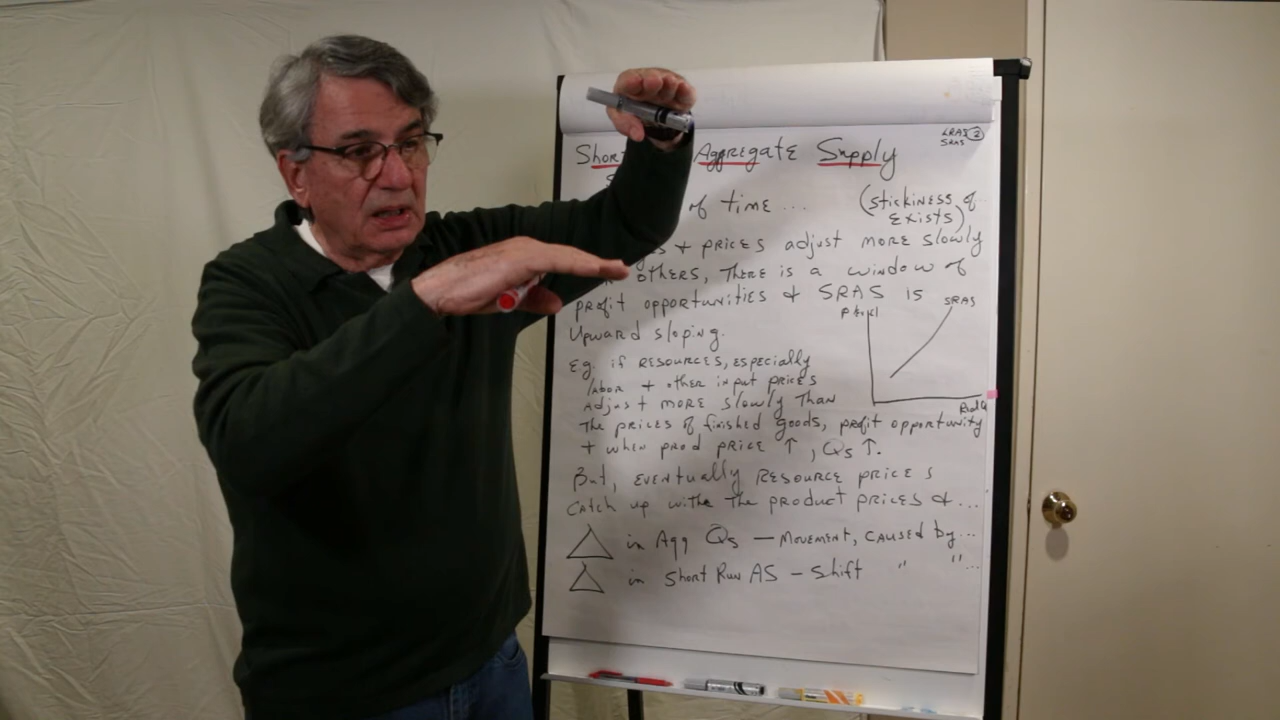 LRAS ②
SRAS
Short Aggregate Supply
of time ... (stickiness of
exists)
+ prices adjust more slowly
others, there is a window of
profit opportunities + SRAS is
upward sloping.
SRAS
Eg. if resources, especially
labor + other input prices
adjust more slowly than
the prices of finished goods, profit opportunity
+ when prod price ↑, Qs ↑.
But, eventually resource prices
catch up withe the product prices + ...
△ in Agg Qs — movement, caused by ...
△ in Short Run AS – Shift " " ...